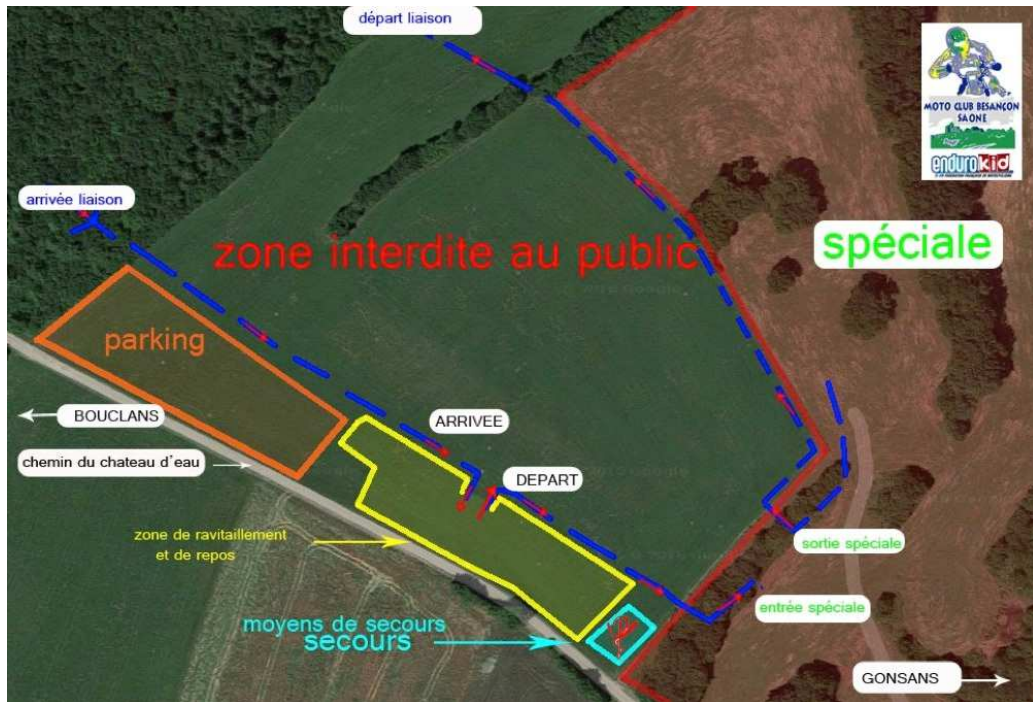 départ liaison
MOTO CLUB BESANÇON
SAONE
endurokid
arrivée liaison
zone interdite au public
spéciale
parking
BOUCLANS
ARRIVEE
chemin du chateau d'eau
DEPART
zone de ravitaillement
et de repos
sortie spéciale
entrée spéciale
moyens de secours
secours
GONSANS